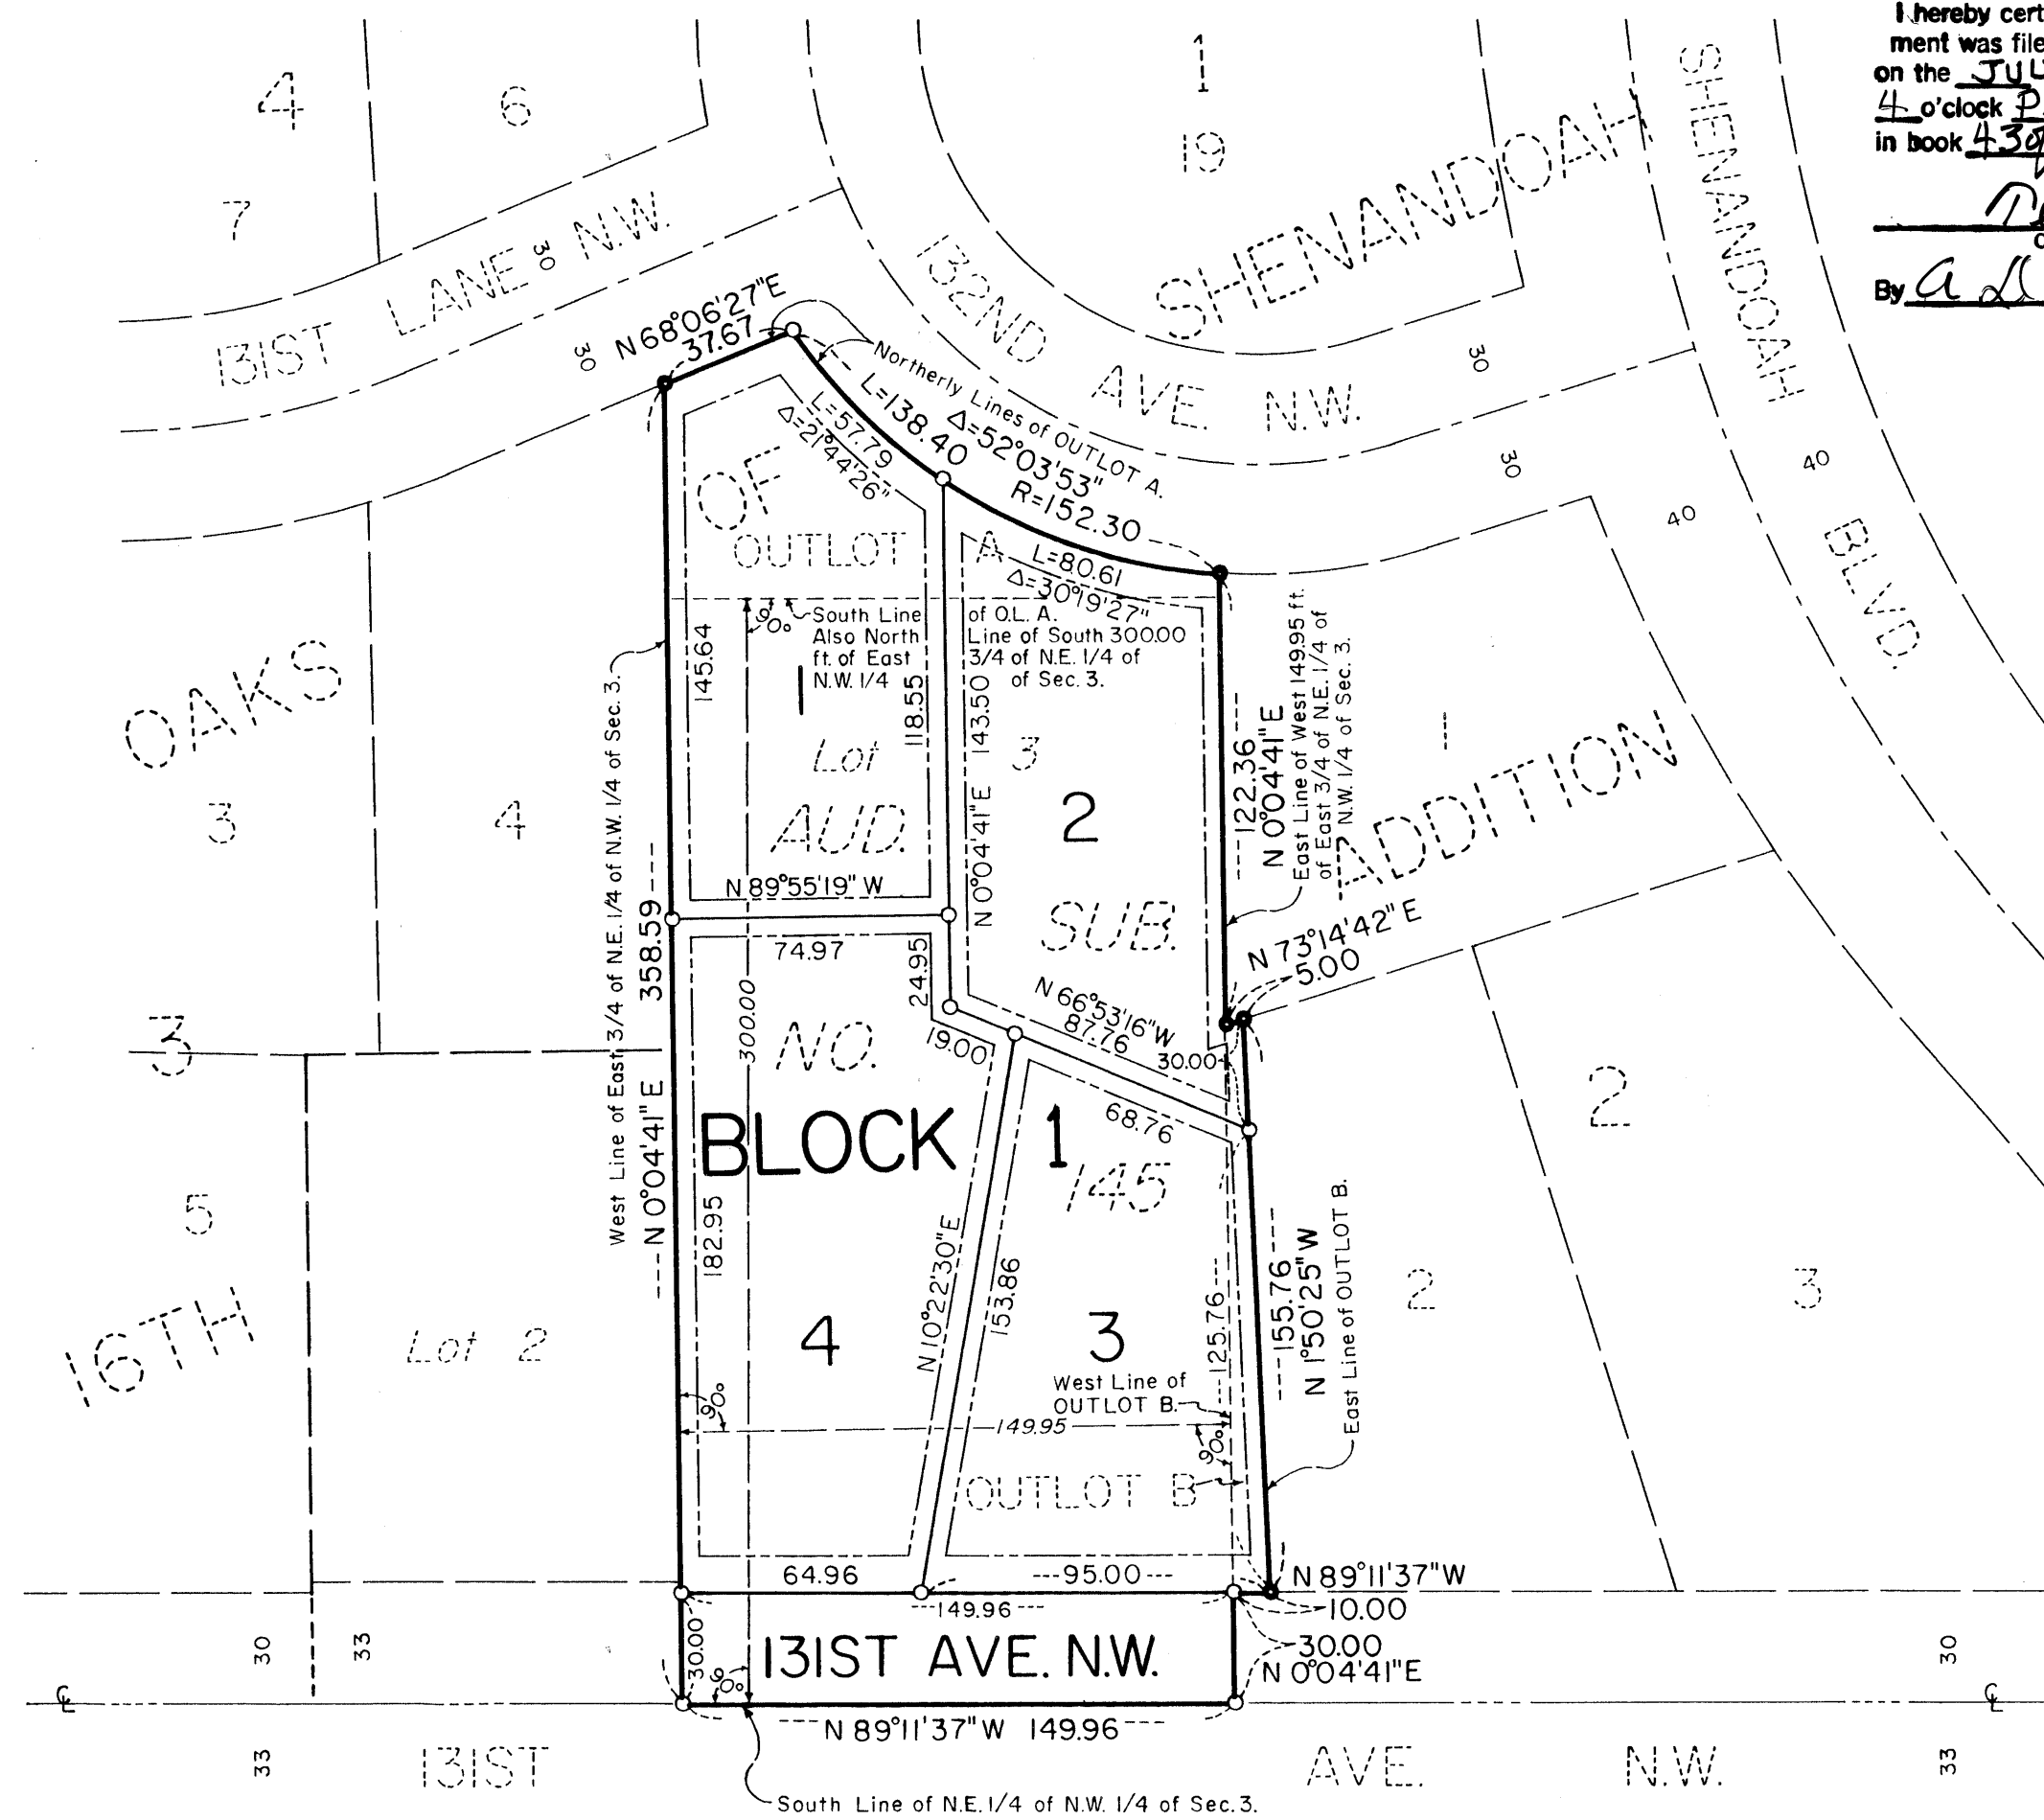 I hereby cert
ment was file
on the JUL
4 o'clock P.
in book 430
By
4
6
7
1
19
131ST LANE N.W.
30
30
132ND AVE. N.W.
30
30
SHENANDOAH
SHENANDOAH BLVD.
40
40
N 68°06'27"E
37.67
Northerly Lines of OUTLOT A.
L=138.40
Δ=52°03'53"
R=152.30
L=57.79
Δ=21°44'26"
L=80.61
Δ=30°19'27"
OF
OUTLOT A
90°
South Line of O.L. A.
Also North Line of South 300.00
ft. of East 3/4 of N.E. 1/4 of
N.W. 1/4 of Sec. 3.
145.64
118.55
143.50
N 0°04'41"E
1
Lot 3
AUD.
2
SUB.
N 89°55'19" W
74.97
24.95
19.00
N 66°53'16"W
87.76
68.76
30.00
122.36
N 0°04'41"E
East Line of West 149.95 ft.
of East 3/4 of N.E. 1/4 of
N.W. 1/4 of Sec. 3.
N 73°14'42" E
5.00
1
ADDITION
OAKS
3
4
3
West Line of East 3/4 of N.E. 1/4 of N.W. 1/4 of Sec. 3.
358.59
N 0°04'41" E
300.00
NO.
BLOCK 1
145
2
182.95
N 10°22'30"E
153.86
125.76
155.76
N 1°50'25"W
East Line of OUTLOT B.
5
16TH
Lot 2
4
3
2
3
West Line of
OUTLOT B.
90°
149.95
90°
OUTLOT B
64.96
95.00
149.96
N 89°11'37"W
10.00
30.00
N 0°04'41"E
30
33
30.00
90°
131ST AVE. N.W.
30
℄
℄
N 89°11'37"W 149.96
33
131ST AVE. N.W.
33
South Line of N.E. 1/4 of N.W. 1/4 of Sec. 3.